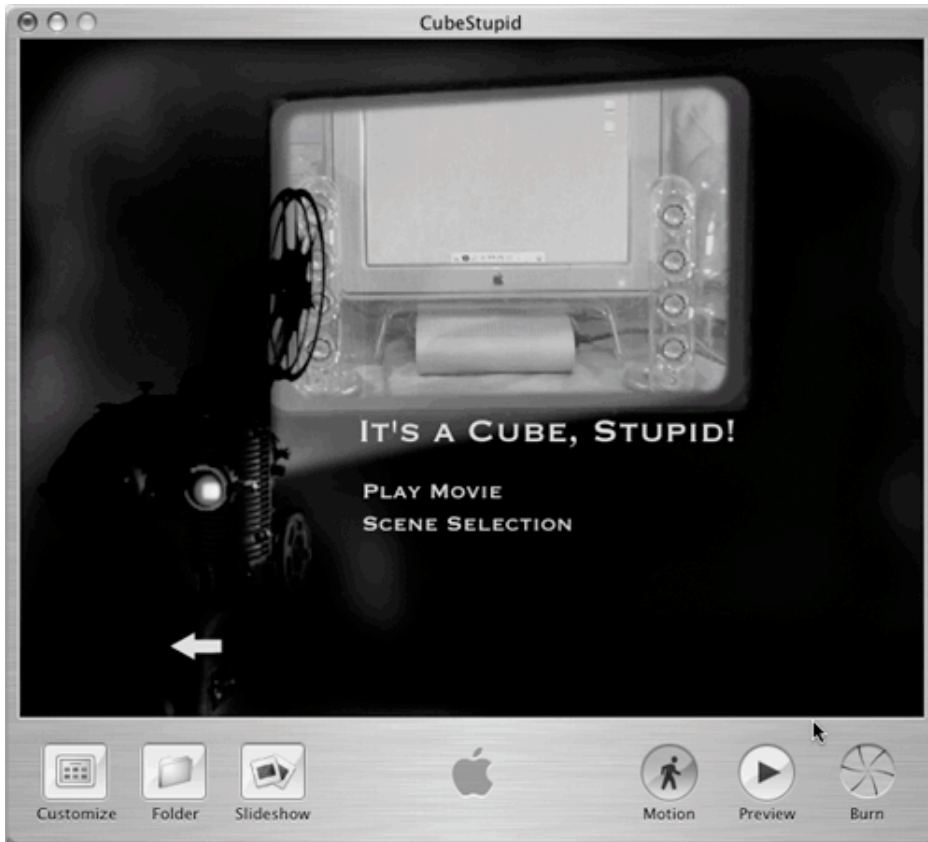 CubeStupid
It's a Cube, Stupid!
Play Movie
Scene Selection
Customize Folder Slideshow Motion Preview Burn